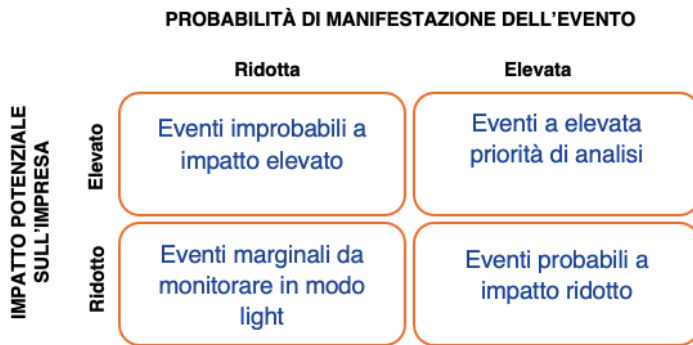 PROBABILITÀ DI MANIFESTAZIONE DELL'EVENTO
Ridotta
Elevata
IMPATTO POTENZIALE
SULL'IMPRESA
Elevato
Eventi improbabili a
impatto elevato
Eventi a elevata
priorità di analisi
Ridotto
Eventi marginali da
monitorare in modo
light
Eventi probabili a
impatto ridotto